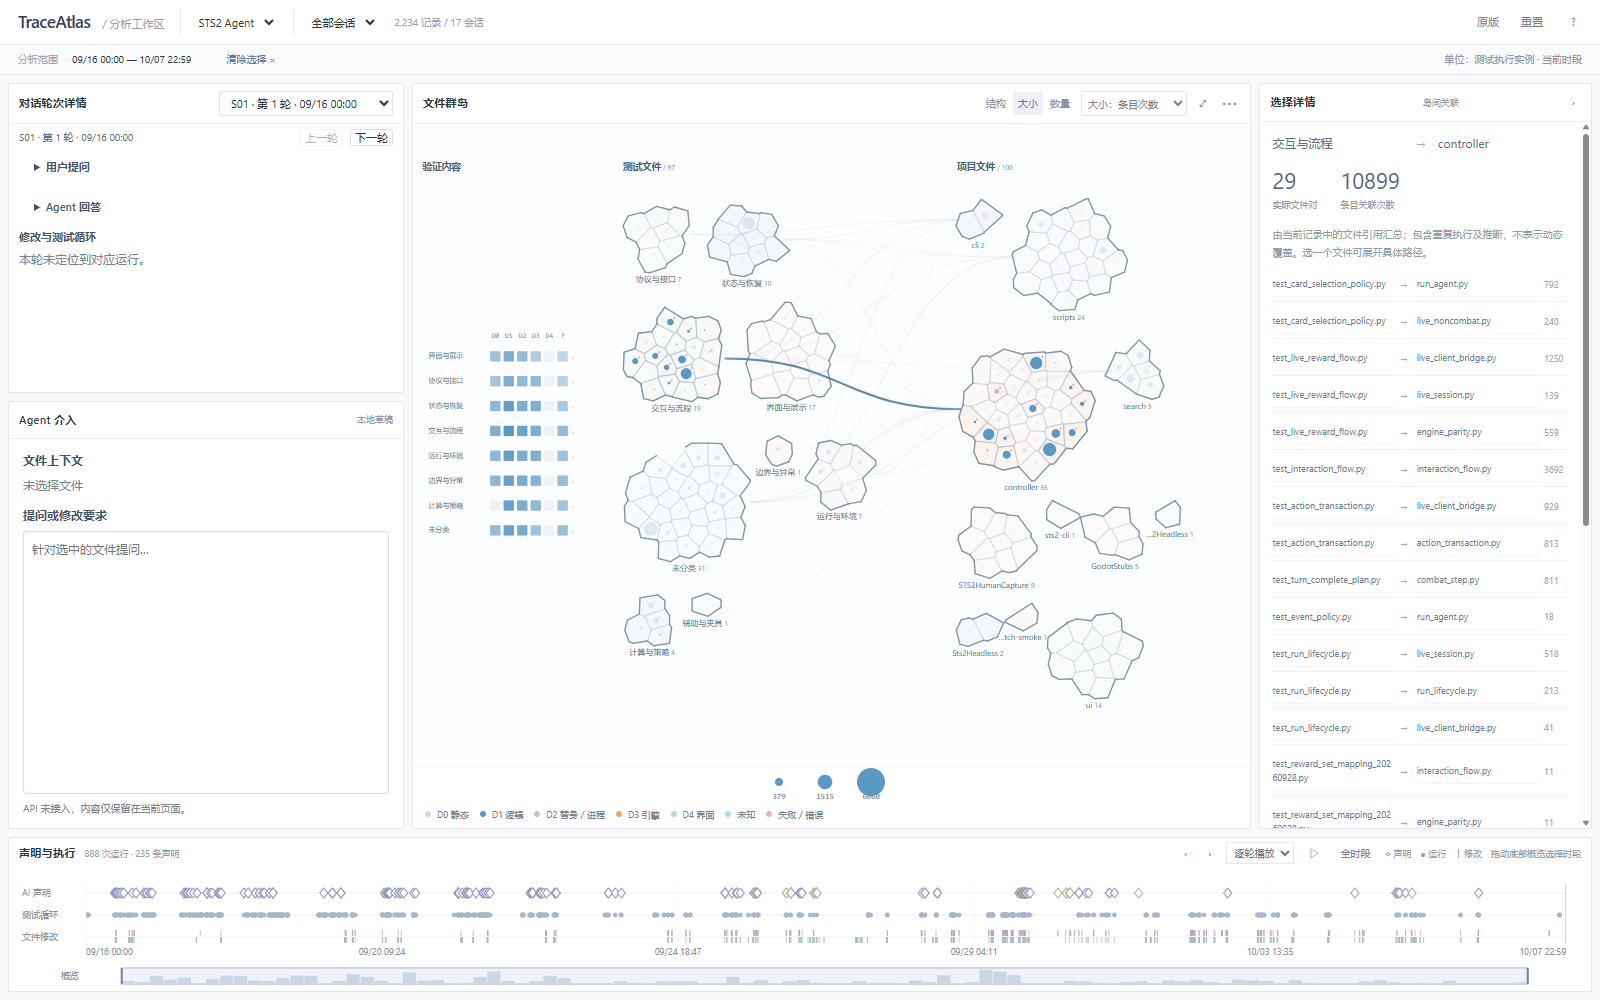 TraceAtlas / 分析工作区 STS2 Agent 全部会话 2,234 记录 / 17 会话 原版 重置 ?
分析范围 09/16 00:00 — 10/07 22:59 清除选择 × 单位：测试执行实例 · 当前时段
对话轮次详情 S01 · 第 1 轮 · 09/16 00:00
S01 · 第 1 轮 · 09/16 00:00 上一轮 下一轮
▶ 用户提问
▶ Agent 回答
修改与测试循环
本轮未定位到对应运行。
Agent 介入 本地草稿
文件上下文
未选择文件
提问或修改要求
针对选中的文件提问...
API 未接入，内容仅保留在当前页面。
文件群岛 结构 大小 数量 大小：条目次数
验证内容 测试文件 / 97 项目文件 / 100
D0 D1 D2 D3 D4 ?
界面与展示
协议与接口
状态与恢复
交互与流程
运行与环境
边界与异常
计算与策略
未分类
协议与接口 7
状态与恢复 10
交互与流程 19
界面与展示 17
边界与异常 1
运行与环境 7
未分类 31
辅助与夹具 1
计算与策略 4
cli 2
scripts 24
search 5
controller 36
sts2-cli 1
...2Headless 1
GodotStubs 5
STS2HumanCapture 9
...tch-smoke 1
Sts2Headless 2
ui 14
379 1515 6060
D0 静态 D1 逻辑 D2 替身 / 进程 D3 引擎 D4 界面 未知 失败 / 错误
选择详情 岛间关联 ›
交互与流程 → controller
29 10899
实际文件对 条目关联次数
由当前记录中的文件引用汇总；包含重复执行及推断，不表示动态
覆盖。选一个文件可展开具体路径。
test_card_selection_policy.py → run_agent.py 792
test_card_selection_policy.py → live_noncombat.py 240
test_live_reward_flow.py → live_client_bridge.py 1250
test_live_reward_flow.py → live_session.py 139
test_live_reward_flow.py → engine_parity.py 559
test_interaction_flow.py → interaction_flow.py 3692
test_action_transaction.py → live_client_bridge.py 929
test_action_transaction.py → action_transaction.py 813
test_turn_complete_plan.py → combat_step.py 811
test_event_policy.py → run_agent.py 18
test_run_lifecycle.py → live_session.py 518
test_run_lifecycle.py → run_lifecycle.py 213
test_run_lifecycle.py → live_client_bridge.py 41
test_reward_set_mapping_202
60928.py → interaction_flow.py 11
test_reward_set_mapping_202
60928.py → engine_parity.py 11
声明与执行 888 次运行 · 235 条声明 ‹ › 逐轮播放 ▷ 全时段 声明 运行 修改 拖动底部概览选择时段
AI 声明
测试循环
文件修改
09/16 00:00 09/20 09:24 09/24 18:47 09/29 04:11 10/03 13:35 10/07 22:59
概览